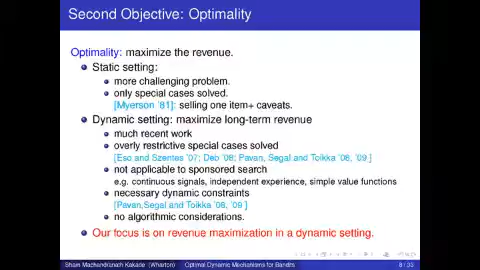 Second Objective: Optimality
Optimality: maximize the revenue.
Static setting:
more challenging problem.
only special cases solved.
[Myerson '81]: selling one item+ caveats.
Dynamic setting: maximize long-term revenue
much recent work
overly restrictive special cases solved
[Eso and Szentes '07; Deb '08; Pavan, Segal and Toikka '08, '09 ]
not applicable to sponsored search
e.g. continuous signals, independent experience, simple value functions
necessary dynamic constraints
[Pavan,Segal and Toikka '08, '09 ]
no algorithmic considerations.
Our focus is on revenue maximization in a dynamic setting.
Sham Machandranath Kakade (Wharton) Optimal Dynamic Mechanisms for Bandits 8 / 33